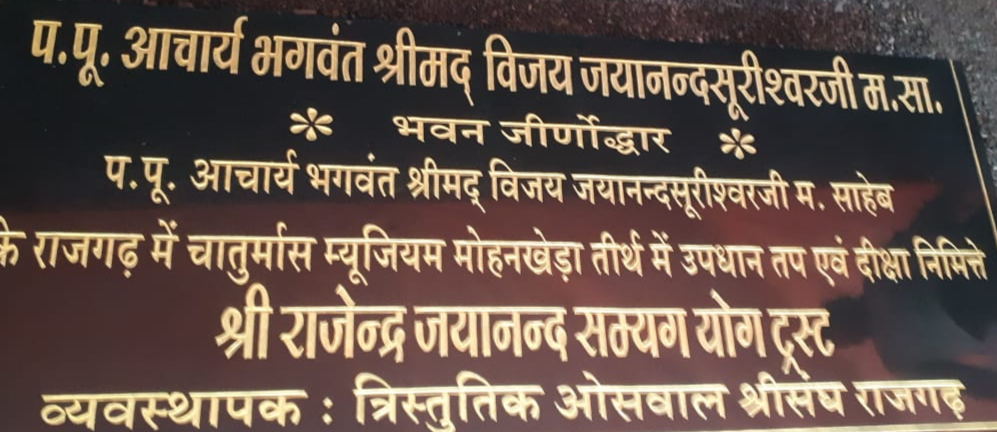 प.पू. आचार्य भगवंत श्रीमद् विजय जयानन्दसूरीश्वरजी म.सा.
भवन जीर्णोद्धार
प.पू. आचार्य भगवंत श्रीमद् विजय जयानन्दसूरीश्वरजी म. साहेब
के राजगढ़ में चातुर्मास म्यूजियम मोहनखेड़ा तीर्थ में उपधान तप एवं दीक्षा निमित्ते
श्री राजेन्द्र जयानन्द सम्यग योग ट्रस्ट
व्यवस्थापक : त्रिस्तुतिक ओसवाल श्रीसंघ राजगढ़